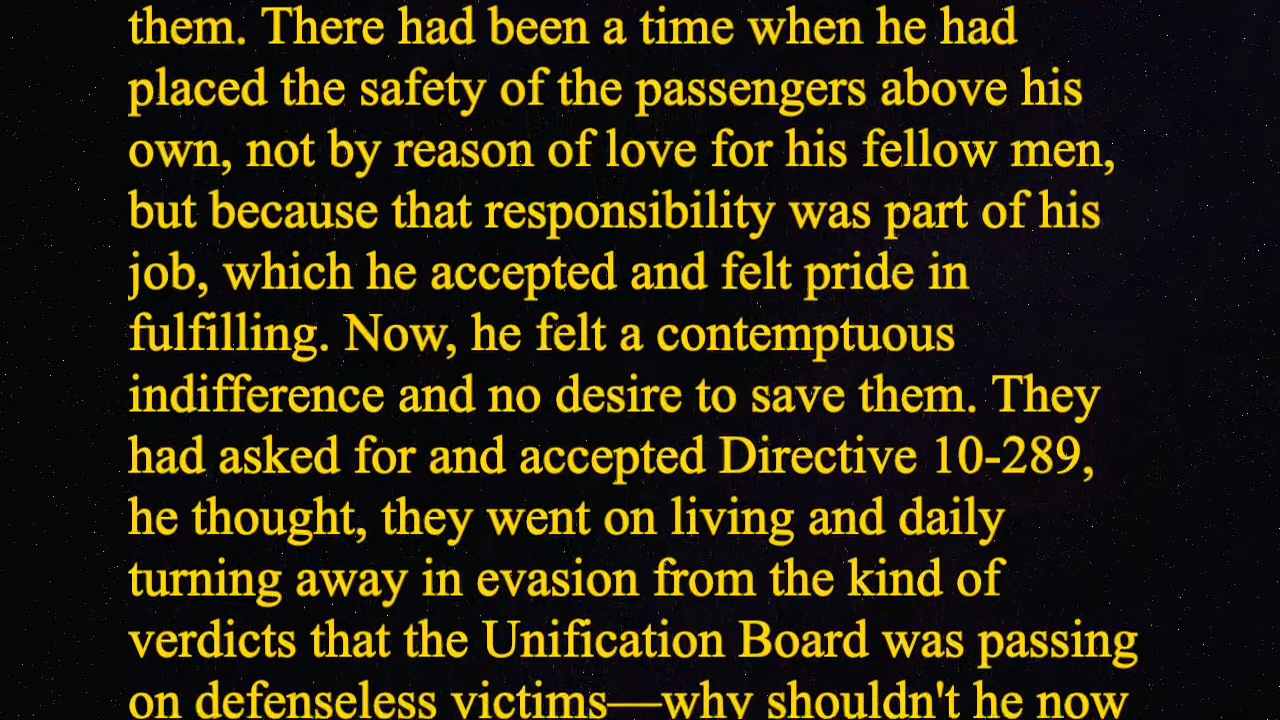 them. There had been a time when he had
placed the safety of the passengers above his
own, not by reason of love for his fellow men,
but because that responsibility was part of his
job, which he accepted and felt pride in
fulfilling. Now, he felt a contemptuous
indifference and no desire to save them. They
had asked for and accepted Directive 10-289,
he thought, they went on living and daily
turning away in evasion from the kind of
verdicts that the Unification Board was passing
on defenseless victims—why shouldn't he now